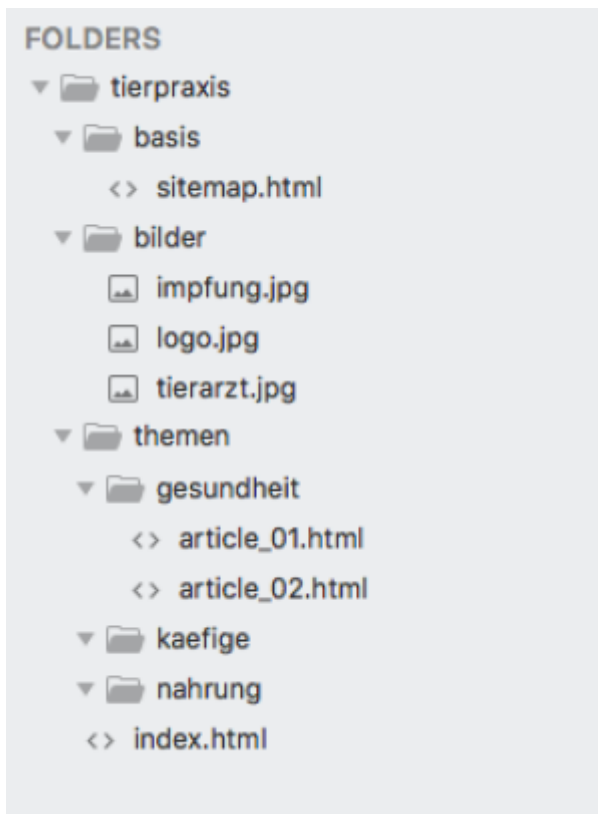 FOLDERS
tierpraxis
basis
sitemap.html
bilder
impfung.jpg
logo.jpg
tierarzt.jpg
themen
gesundheit
article_01.html
article_02.html
kaefige
nahrung
index.html